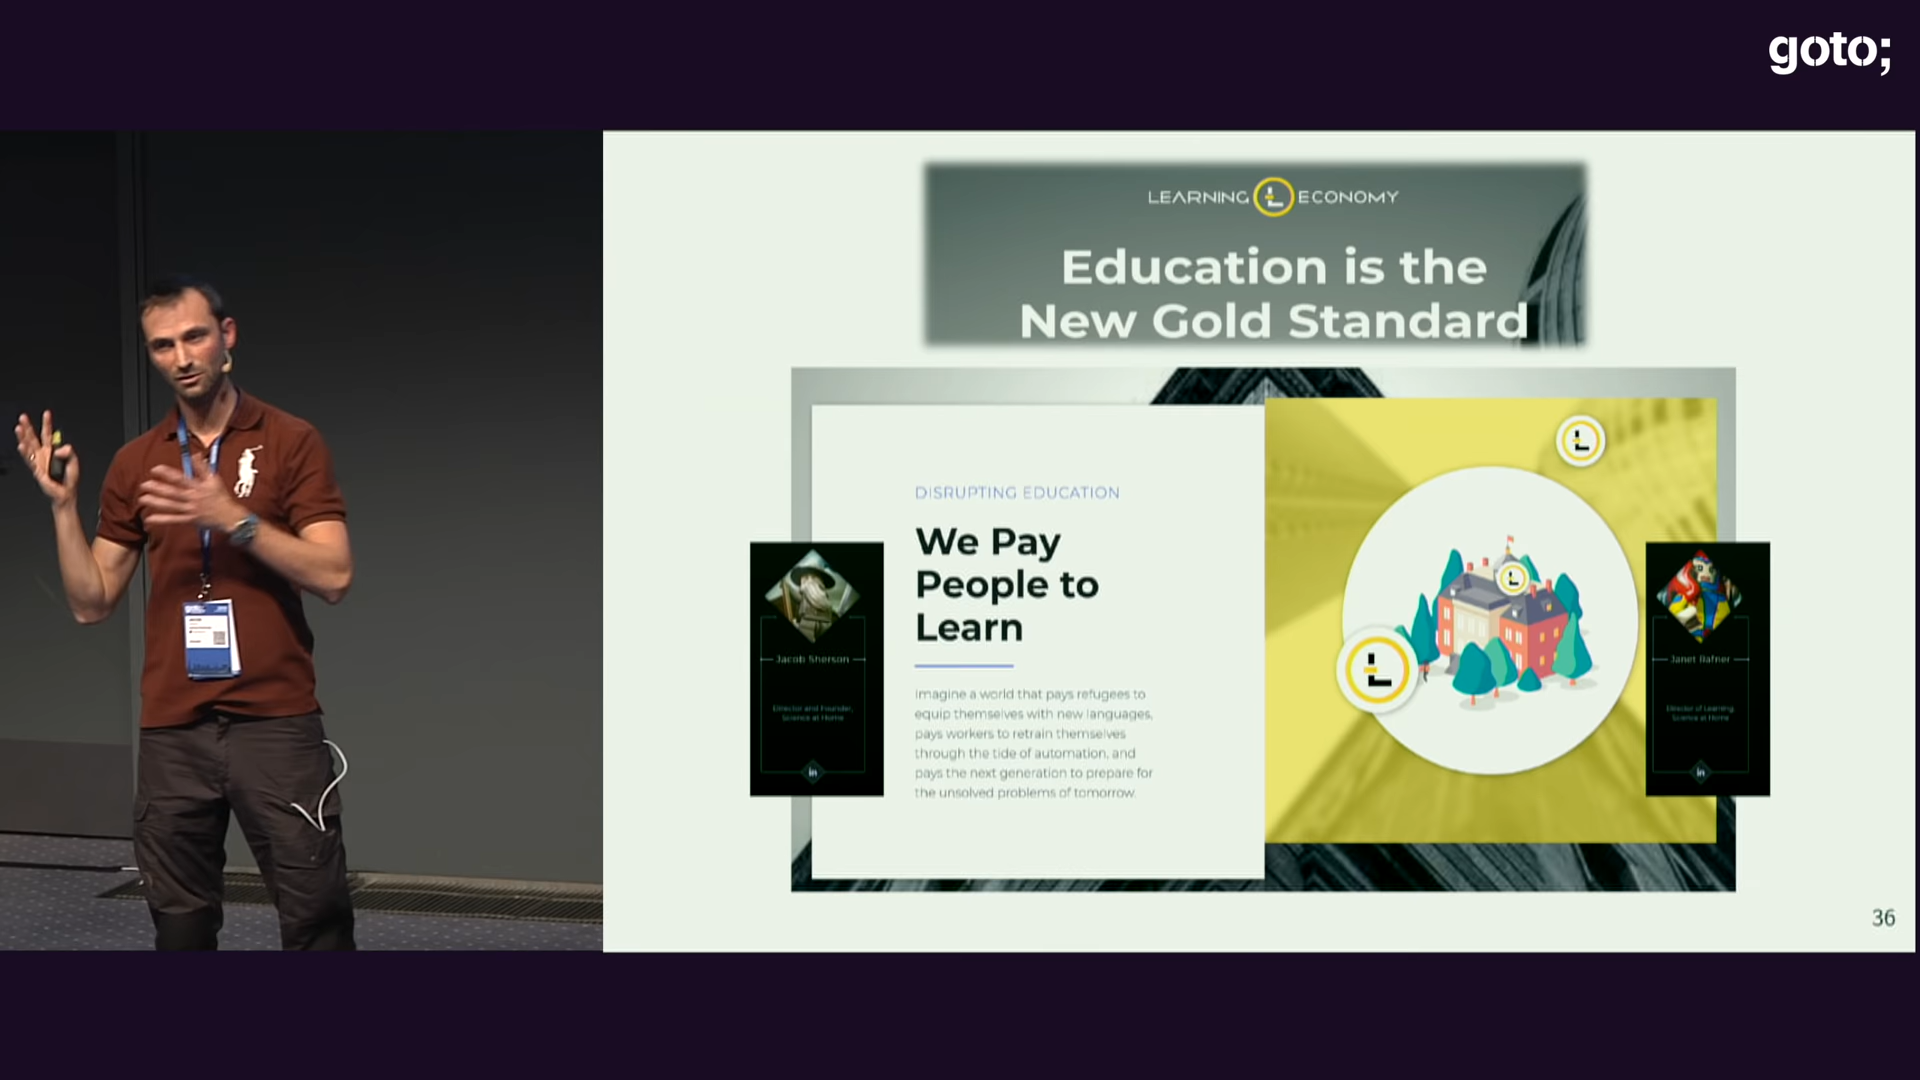 goto;
LEARNING ECONOMY
Education is the
New Gold Standard
DISRUPTING EDUCATION
We Pay
People to
Learn
Imagine a world that pays refugees to
equip themselves with new languages,
pays workers to retrain themselves
through the tide of automation, and
pays the next generation to prepare for
the unsolved problems of tomorrow.
Jacob Sherson
Director and Founder,
Science at Home
in
Janet Rafner
Director of Learning,
Science at Home
in
36